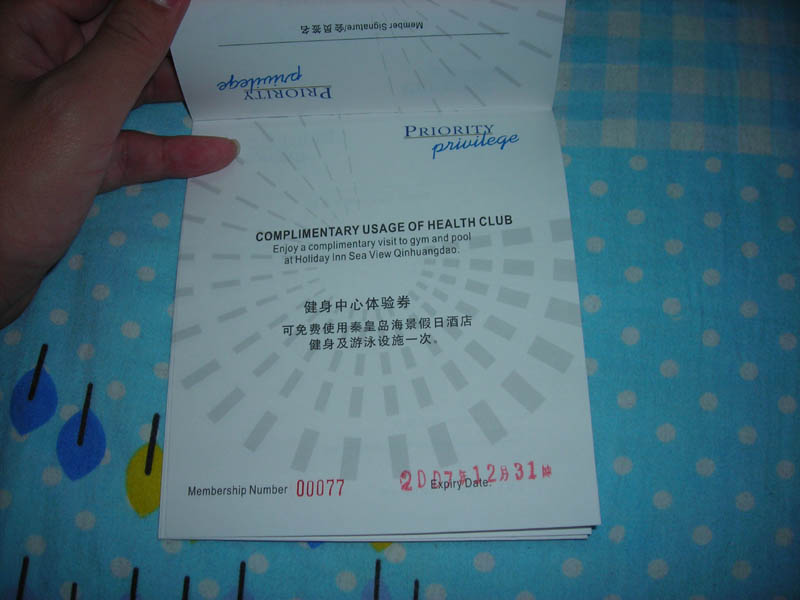 Member Signature/会员签名
PRIORITY
privilege
PRIORITY
privilege
COMPLIMENTARY USAGE OF HEALTH CLUB
Enjoy a complimentary visit to gym and pool
at Holiday Inn Sea View Qinhuangdao.
健身中心体验券
可免费使用秦皇岛海景假日酒店
健身及游泳设施一次。
Membership Number 00077
Expiry Date: 2007年12月31日